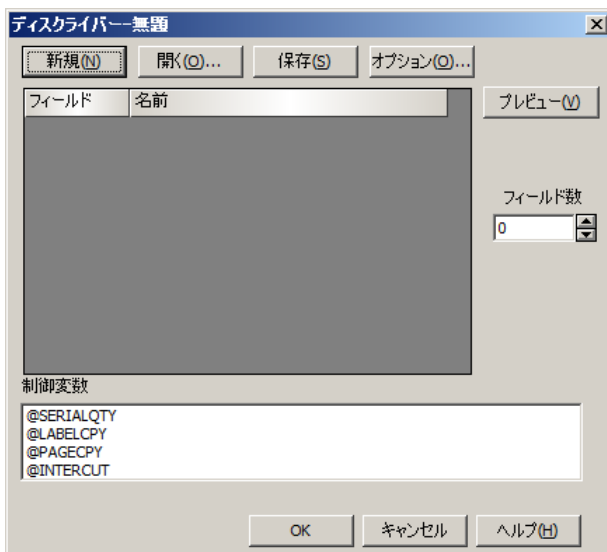 ディスクライバー--無題
新規(N) 開く(O)... 保存(S) オプション(O)...
フィールド 名前
プレビュー(V)
フィールド数
0
制御変数
@SERIALQTY
@LABELCPY
@PAGECPY
@INTERCUT
OK キャンセル ヘルプ(H)